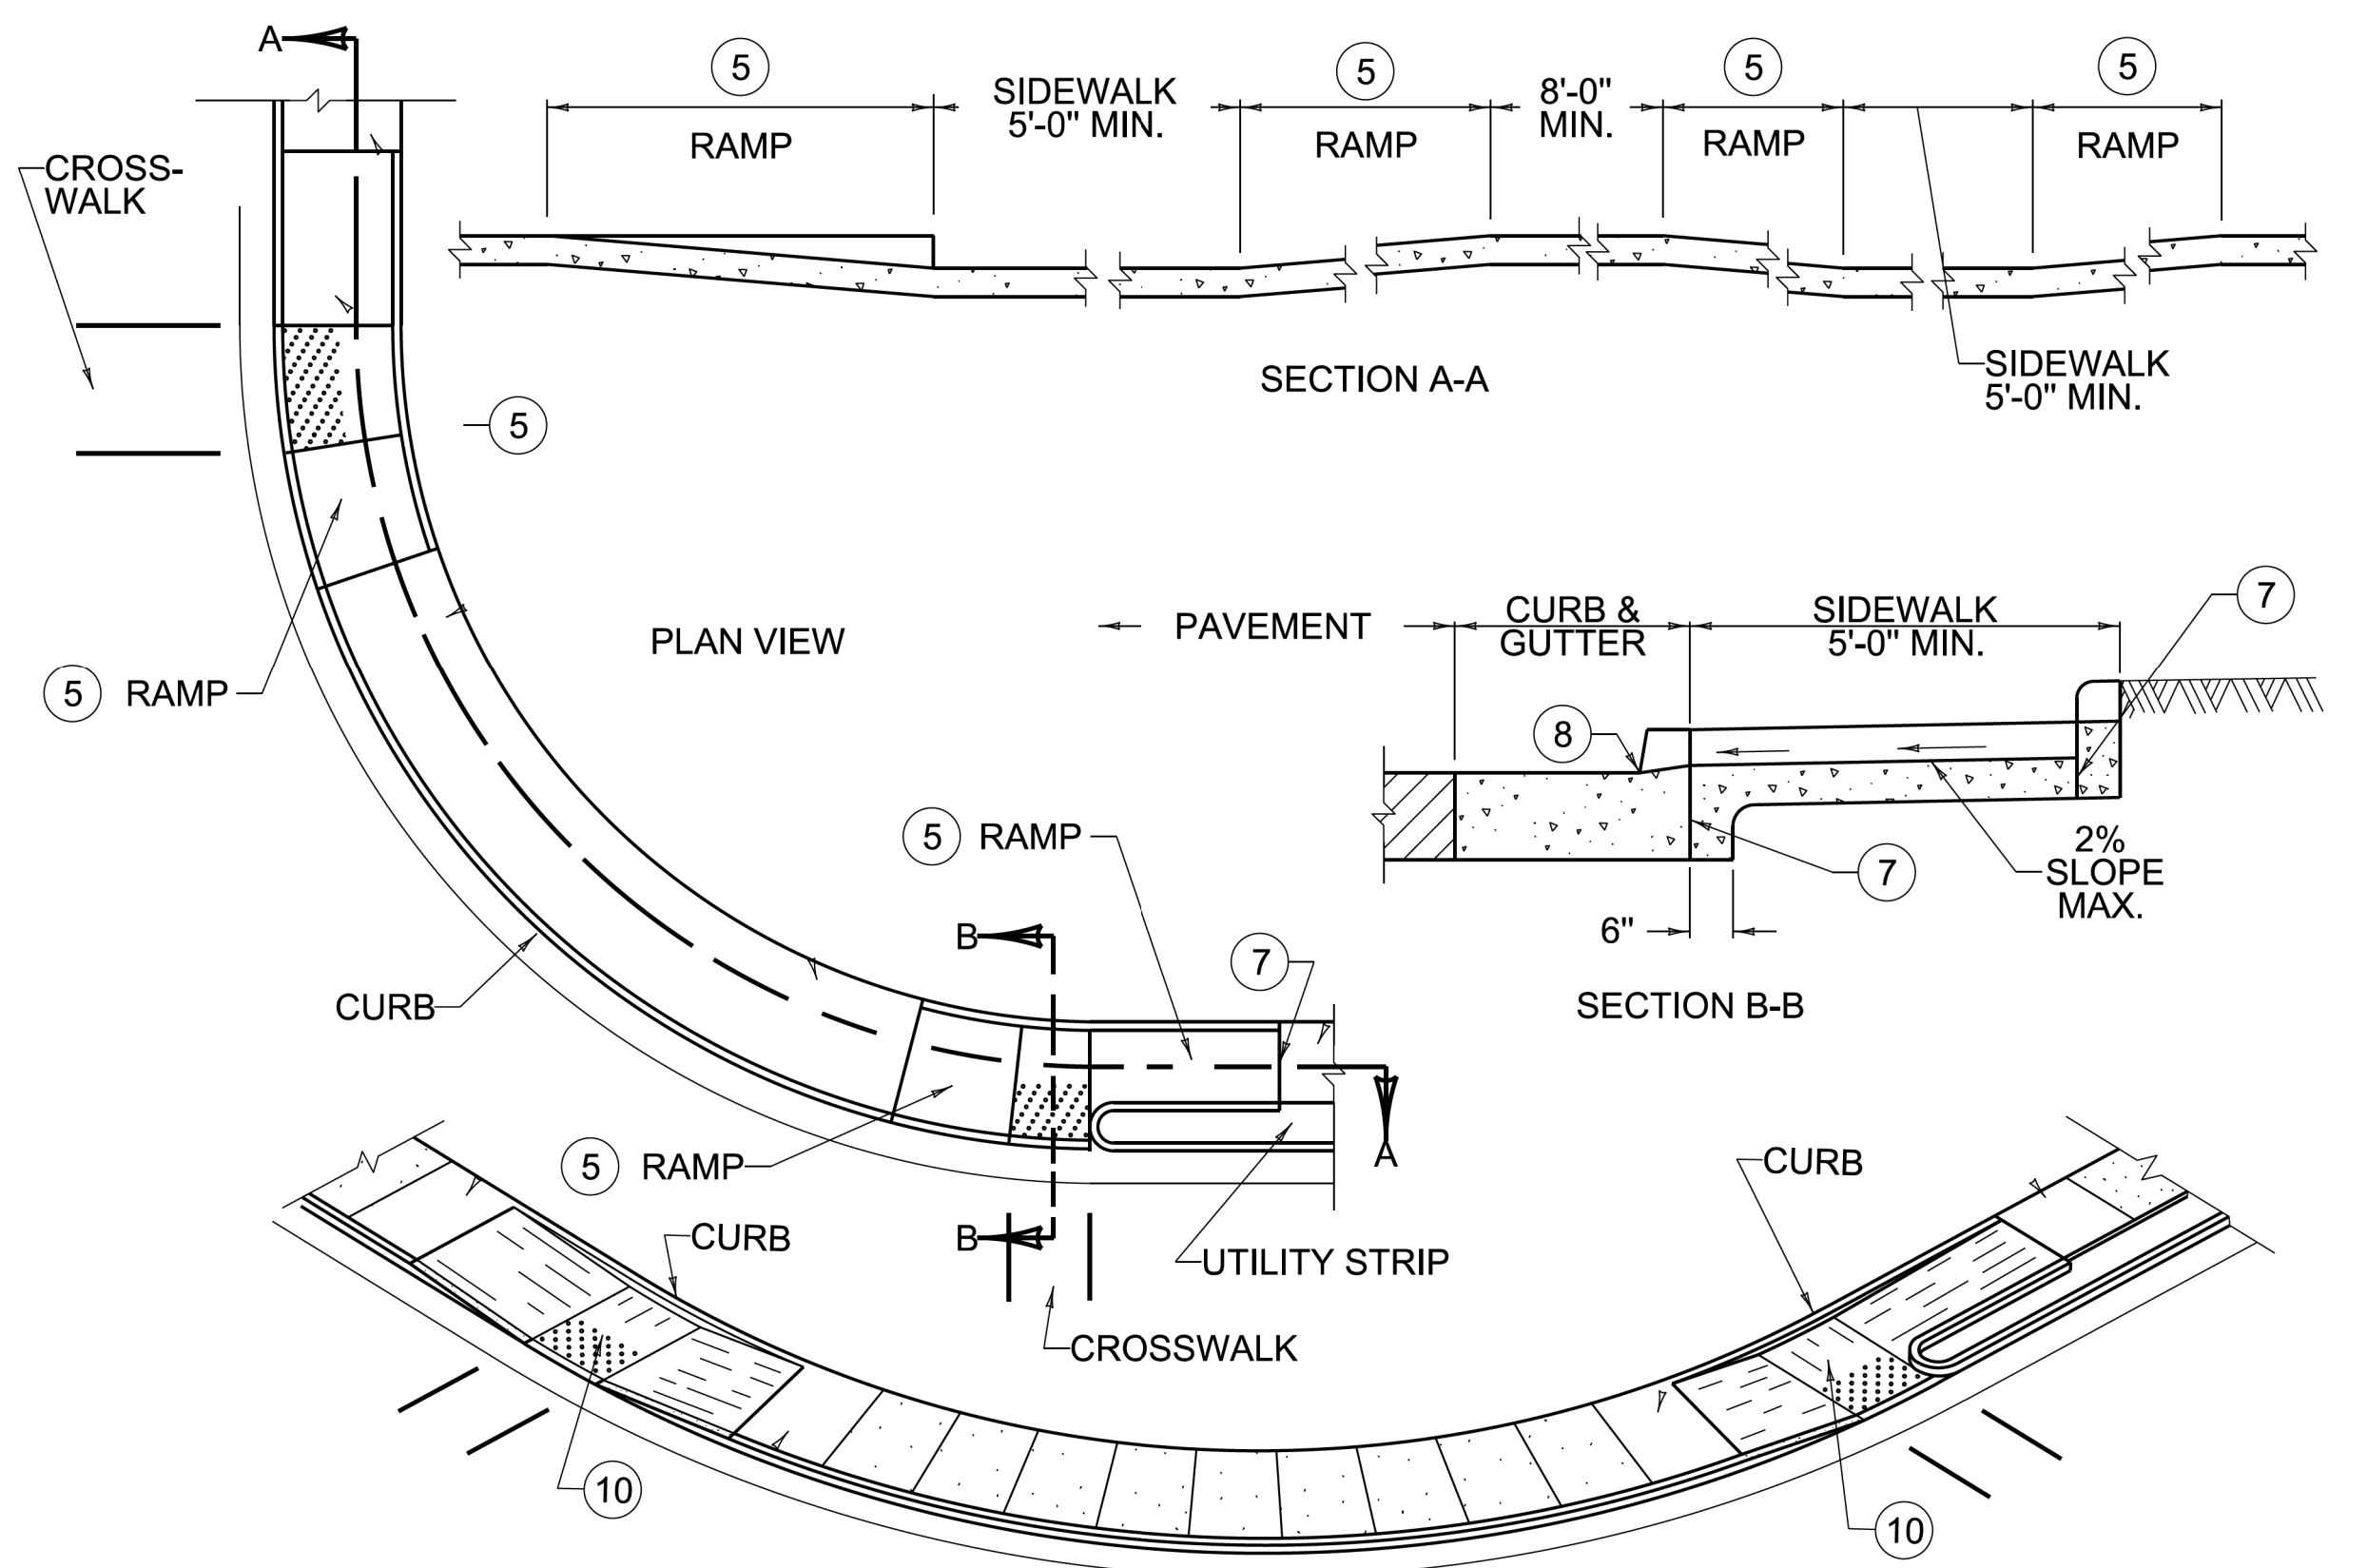 A
5
SIDEWALK
5'-0" MIN.
5
8'-0"
MIN.
5
5
RAMP
RAMP
RAMP
RAMP
CROSS-
WALK
SECTION A-A
SIDEWALK
5'-0" MIN.
5
PLAN VIEW
5
RAMP
PAVEMENT
CURB &
GUTTER
SIDEWALK
5'-0" MIN.
7
8
2%
SLOPE
MAX.
7
6"
SECTION B-B
5
RAMP
B
7
CURB
5
RAMP
A
B
UTILITY STRIP
CROSSWALK
CURB
CURB
10
10